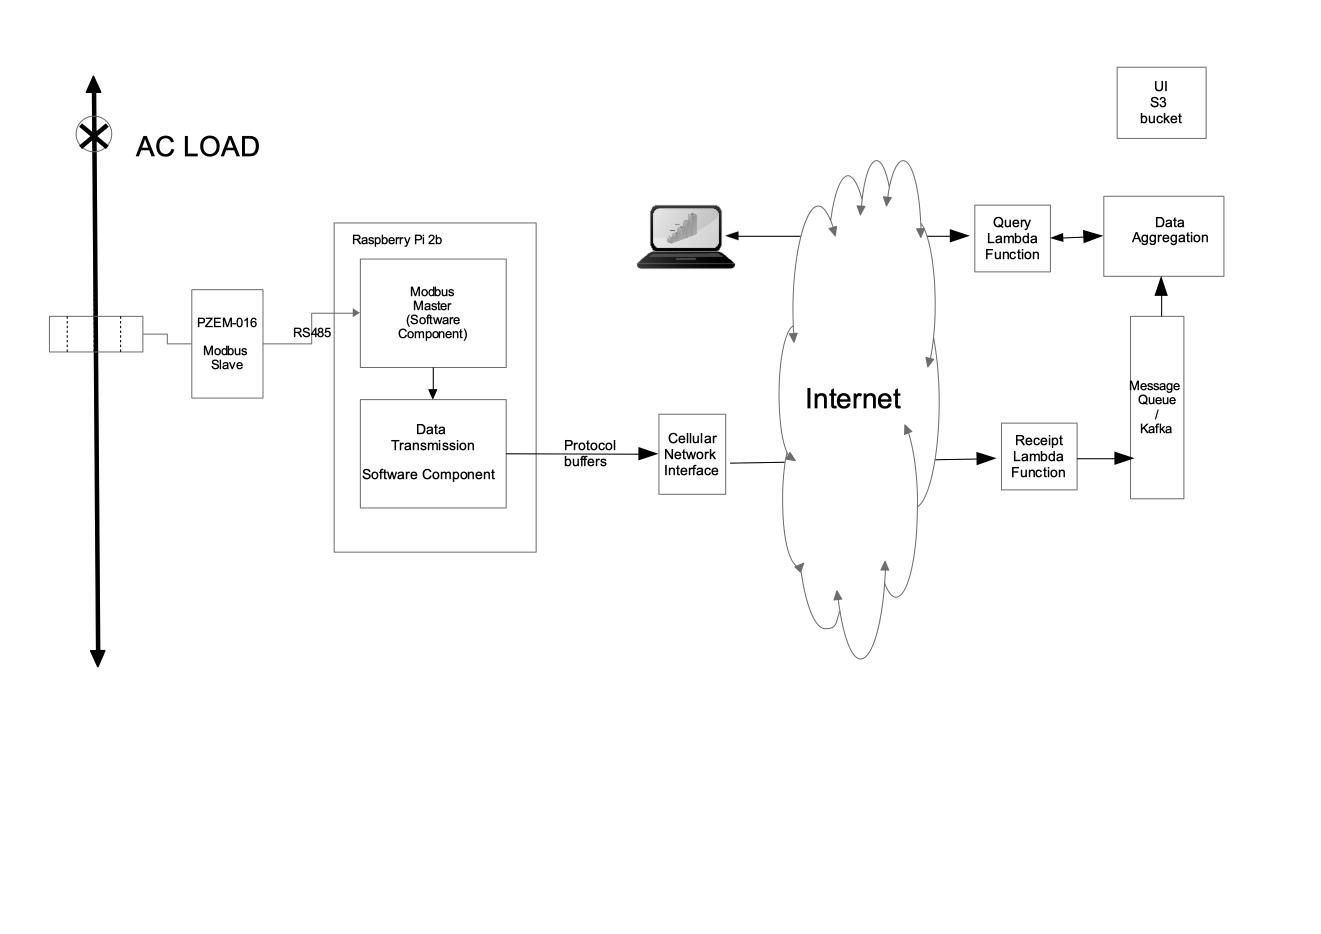 UI
S3
bucket
AC LOAD
Raspberry Pi 2b
Modbus
Master
(Software
Component)
PZEM-016
Modbus
Slave
RS485
Data
Transmission
Software Component
Protocol
buffers
Cellular
Network
Interface
Internet
Query
Lambda
Function
Data
Aggregation
Message
Queue
/
Kafka
Receipt
Lambda
Function